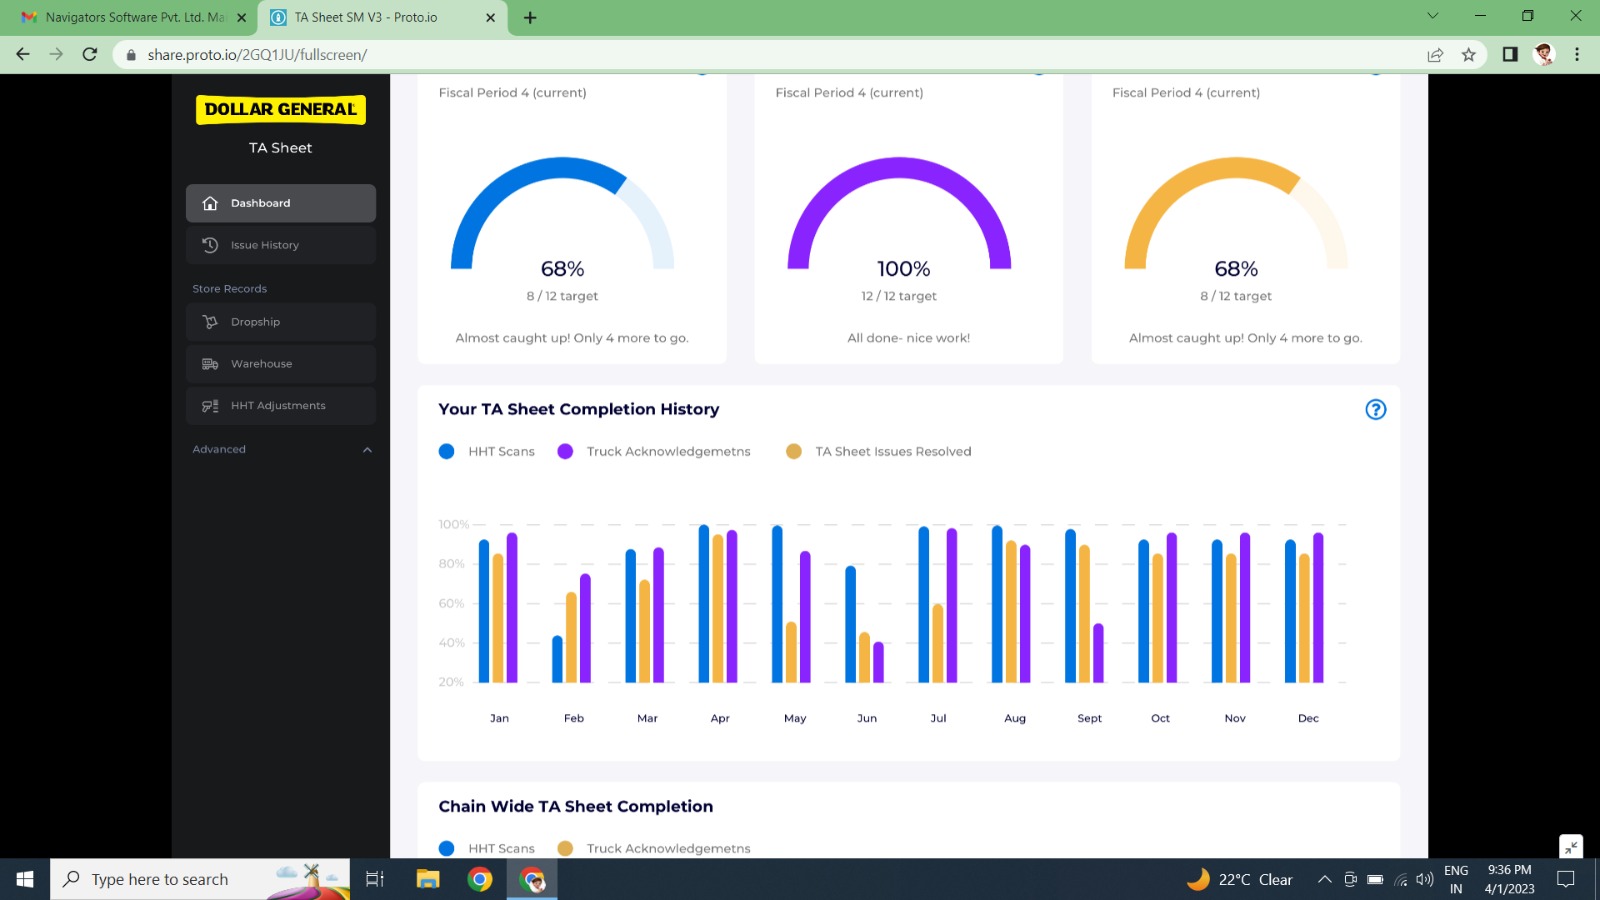 Navigators Software Pvt. Ltd. Ma
TA Sheet SM V3 - Proto.io
share.proto.io/2GQ1JU/fullscreen/
DOLLAR GENERAL
TA Sheet
Dashboard
Issue History
Store Records
Dropship
Warehouse
HHT Adjustments
Advanced
Fiscal Period 4 (current)
68%
8 / 12 target
Almost caught up! Only 4 more to go.
Fiscal Period 4 (current)
100%
12 / 12 target
All done- nice work!
Fiscal Period 4 (current)
68%
8 / 12 target
Almost caught up! Only 4 more to go.
Your TA Sheet Completion History
?
HHT Scans Truck Acknowledgemetns TA Sheet Issues Resolved
100%
80%
60%
40%
20%
Jan Feb Mar Apr May Jun Jul Aug Sept Oct Nov Dec
Chain Wide TA Sheet Completion
HHT Scans Truck Acknowledgemetns
Type here to search
22°C Clear
ENG
IN
9:36 PM
4/1/2023